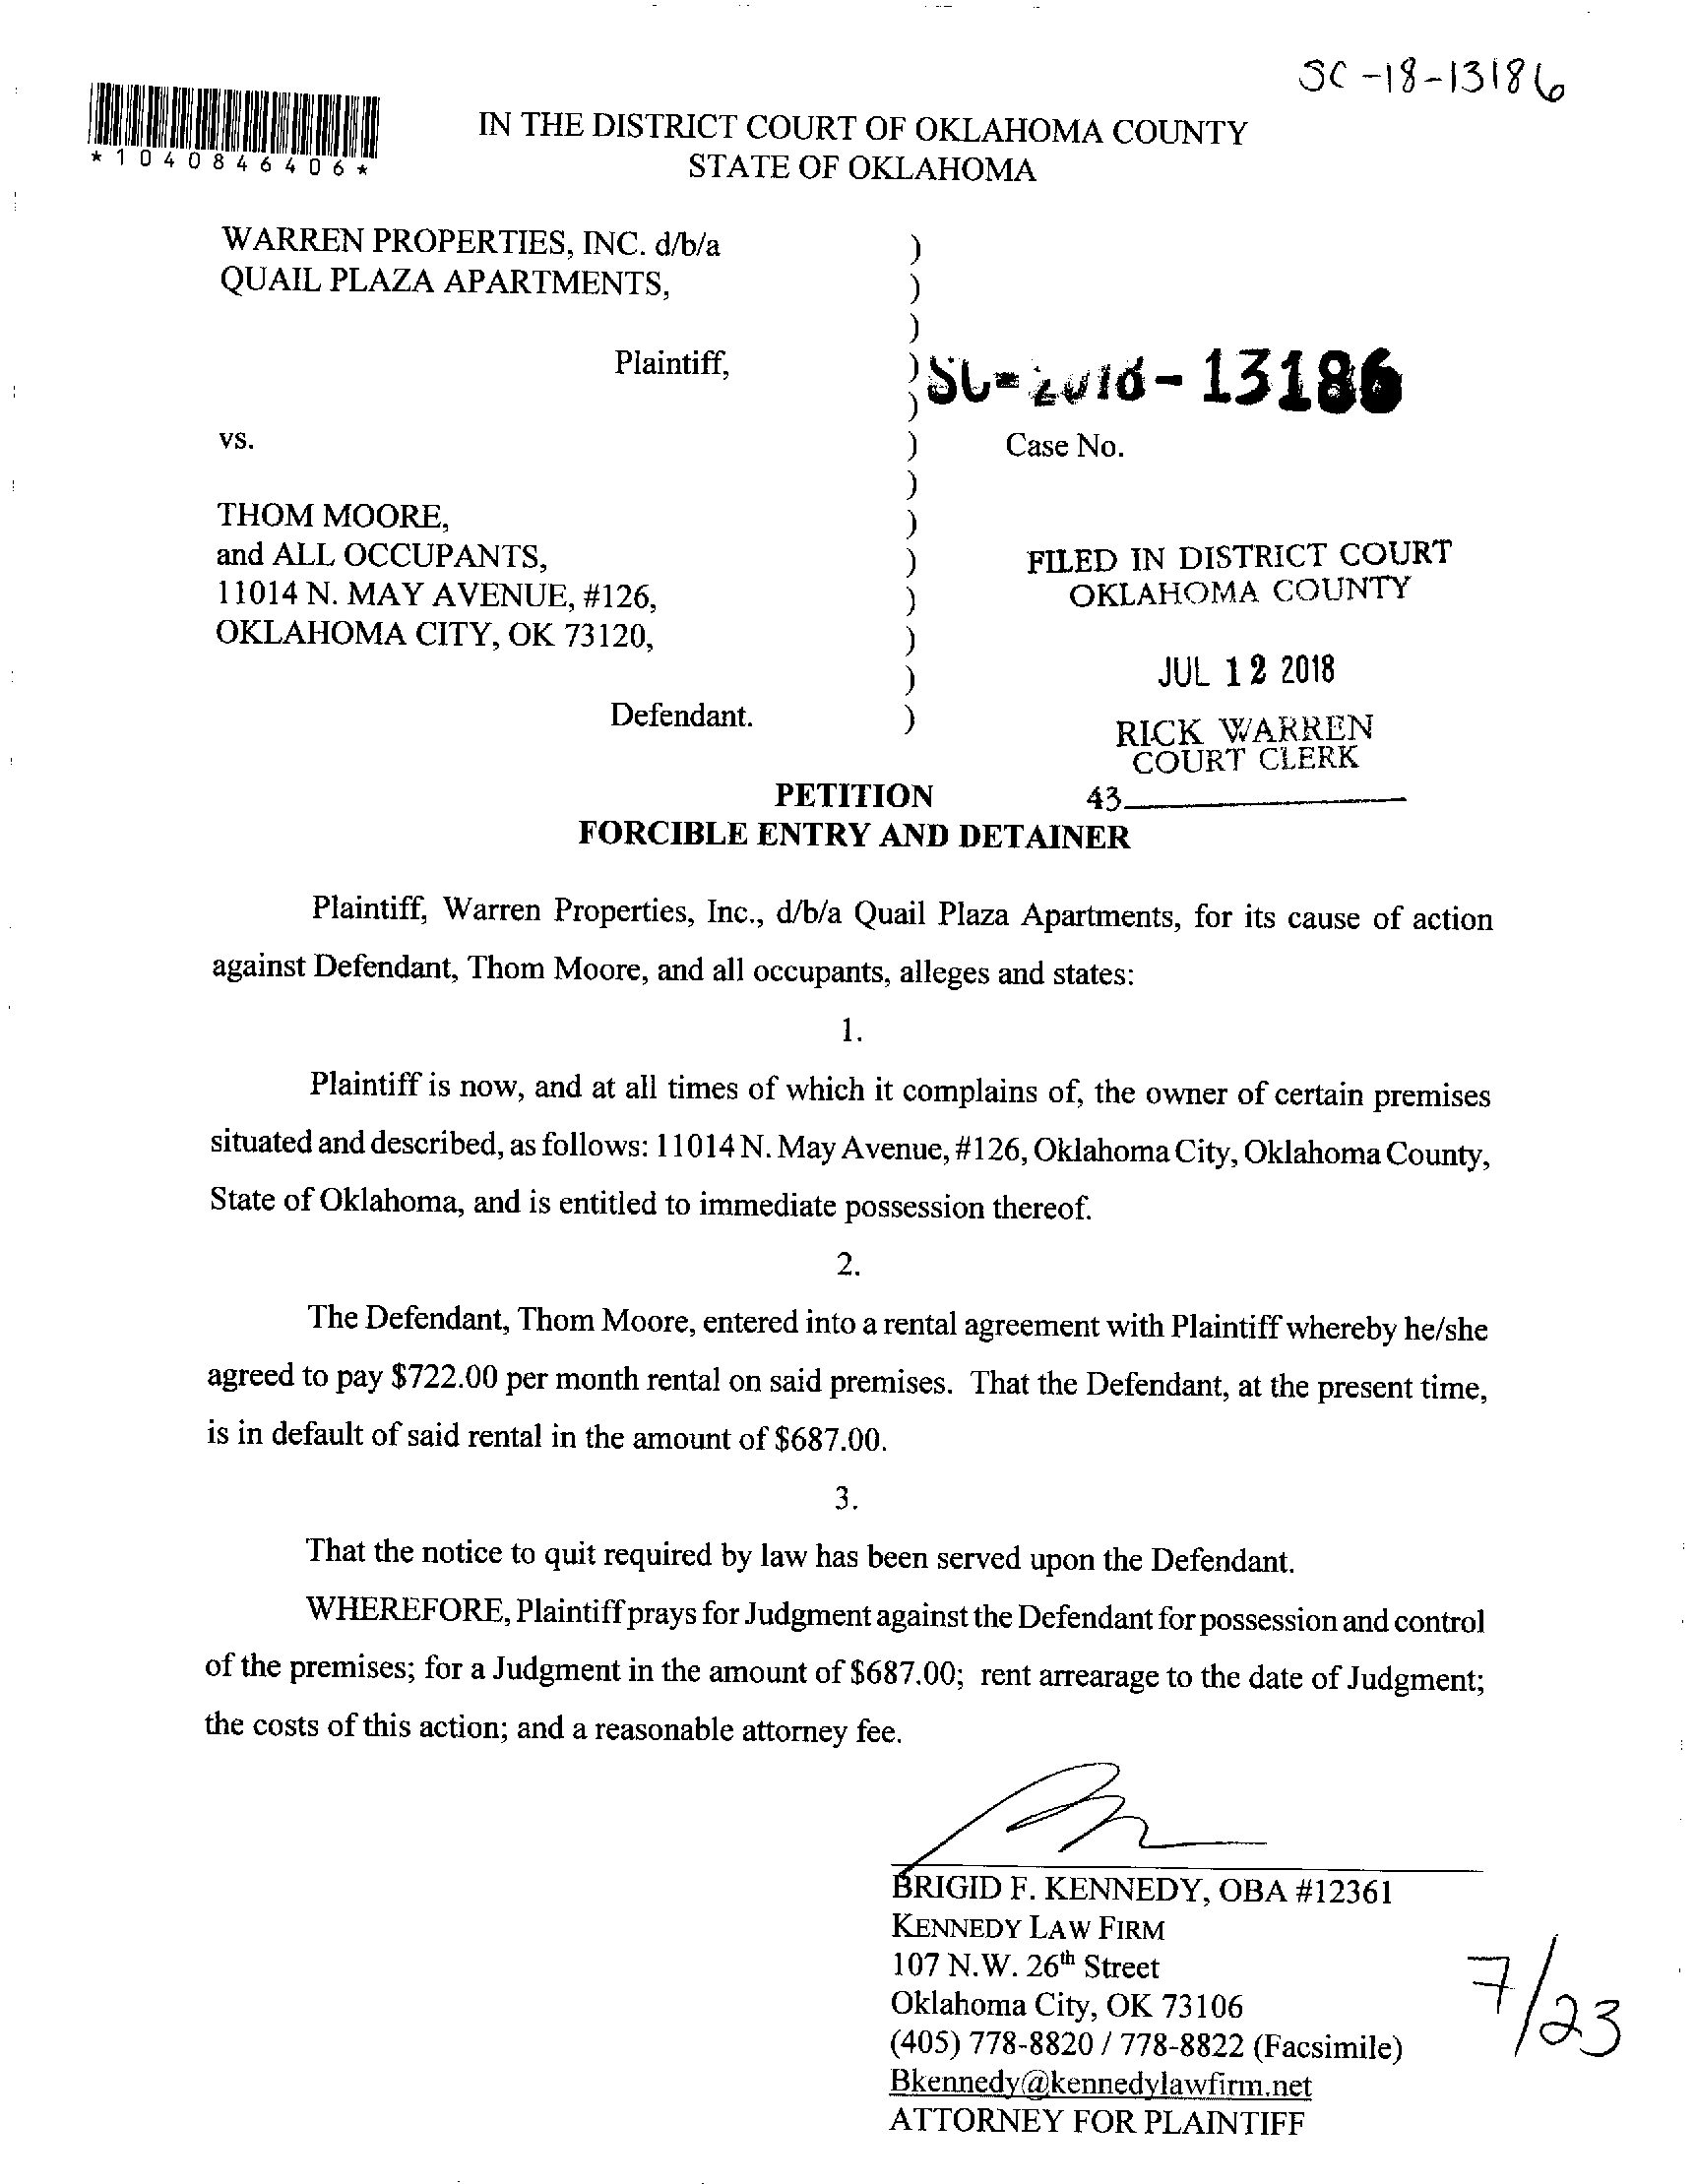 SC-18-13186
*1040846406*
IN THE DISTRICT COURT OF OKLAHOMA COUNTY
STATE OF OKLAHOMA
WARREN PROPERTIES, INC. d/b/a )
QUAIL PLAZA APARTMENTS, )
)
Plaintiff, ) SC-2018-13186
)
vs. ) Case No.
)
THOM MOORE, )
and ALL OCCUPANTS, ) FILED IN DISTRICT COURT
11014 N. MAY AVENUE, #126, ) OKLAHOMA COUNTY
OKLAHOMA CITY, OK 73120, )
) JUL 12 2018
Defendant. ) RICK WARREN
COURT CLERK
PETITION 43
FORCIBLE ENTRY AND DETAINER
Plaintiff, Warren Properties, Inc., d/b/a Quail Plaza Apartments, for its cause of action
against Defendant, Thom Moore, and all occupants, alleges and states:
1.
Plaintiff is now, and at all times of which it complains of, the owner of certain premises
situated and described, as follows: 11014 N. May Avenue, #126, Oklahoma City, Oklahoma County,
State of Oklahoma, and is entitled to immediate possession thereof.
2.
The Defendant, Thom Moore, entered into a rental agreement with Plaintiff whereby he/she
agreed to pay $722.00 per month rental on said premises. That the Defendant, at the present time,
is in default of said rental in the amount of $687.00.
3.
That the notice to quit required by law has been served upon the Defendant.
WHEREFORE, Plaintiff prays for Judgment against the Defendant for possession and control
of the premises; for a Judgment in the amount of $687.00; rent arrearage to the date of Judgment;
the costs of this action; and a reasonable attorney fee.
BRIGID F. KENNEDY, OBA #12361
KENNEDY LAW FIRM
107 N.W. 26th Street
Oklahoma City, OK 73106
(405) 778-8820 / 778-8822 (Facsimile)
Bkennedy@kennedylawfirm.net
ATTORNEY FOR PLAINTIFF
7/23